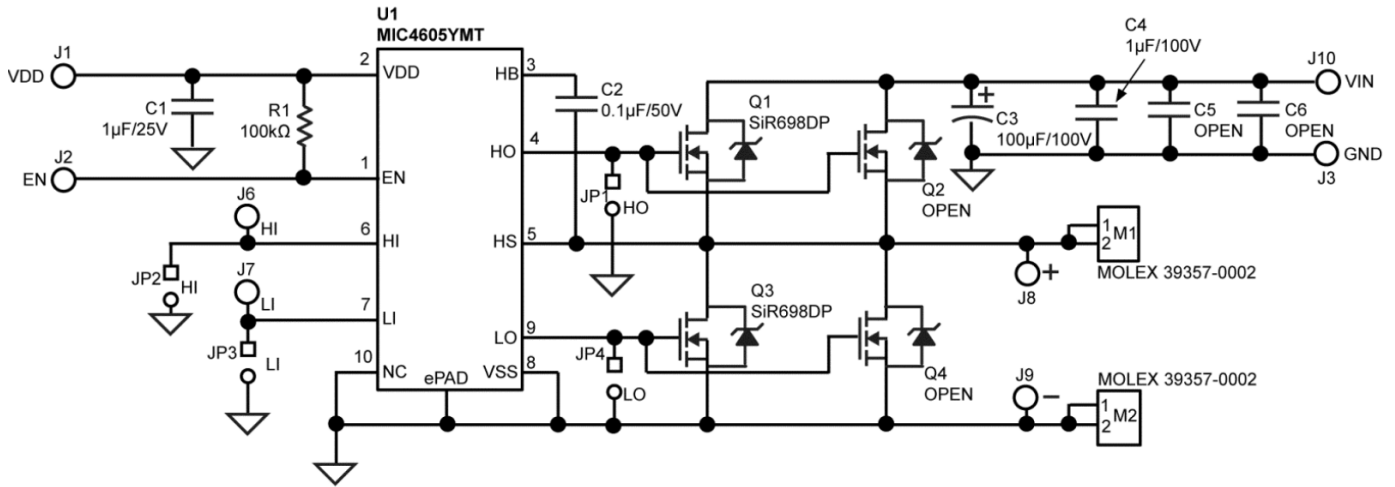 U1
MIC4605YMT
J1
VDD
2
VDD
HB
3
C1
1µF/25V
R1
100kΩ
C2
0.1µF/50V
Q1
SiR698DP
C4
1µF/100V
J10
VIN
+
C3
100µF/100V
C5
OPEN
C6
OPEN
J2
EN
1
EN
HO
4
GND
J3
Q2
OPEN
JP1
HO
J6
HI
6
HI
HS
5
1
2
M1
MOLEX 39357-0002
+
J8
JP2
HI
J7
LI
7
LI
Q3
SiR698DP
LO
9
JP3
LI
JP4
LO
10
NC
ePAD
VSS
8
Q4
OPEN
J9
–
MOLEX 39357-0002
1
2
M2